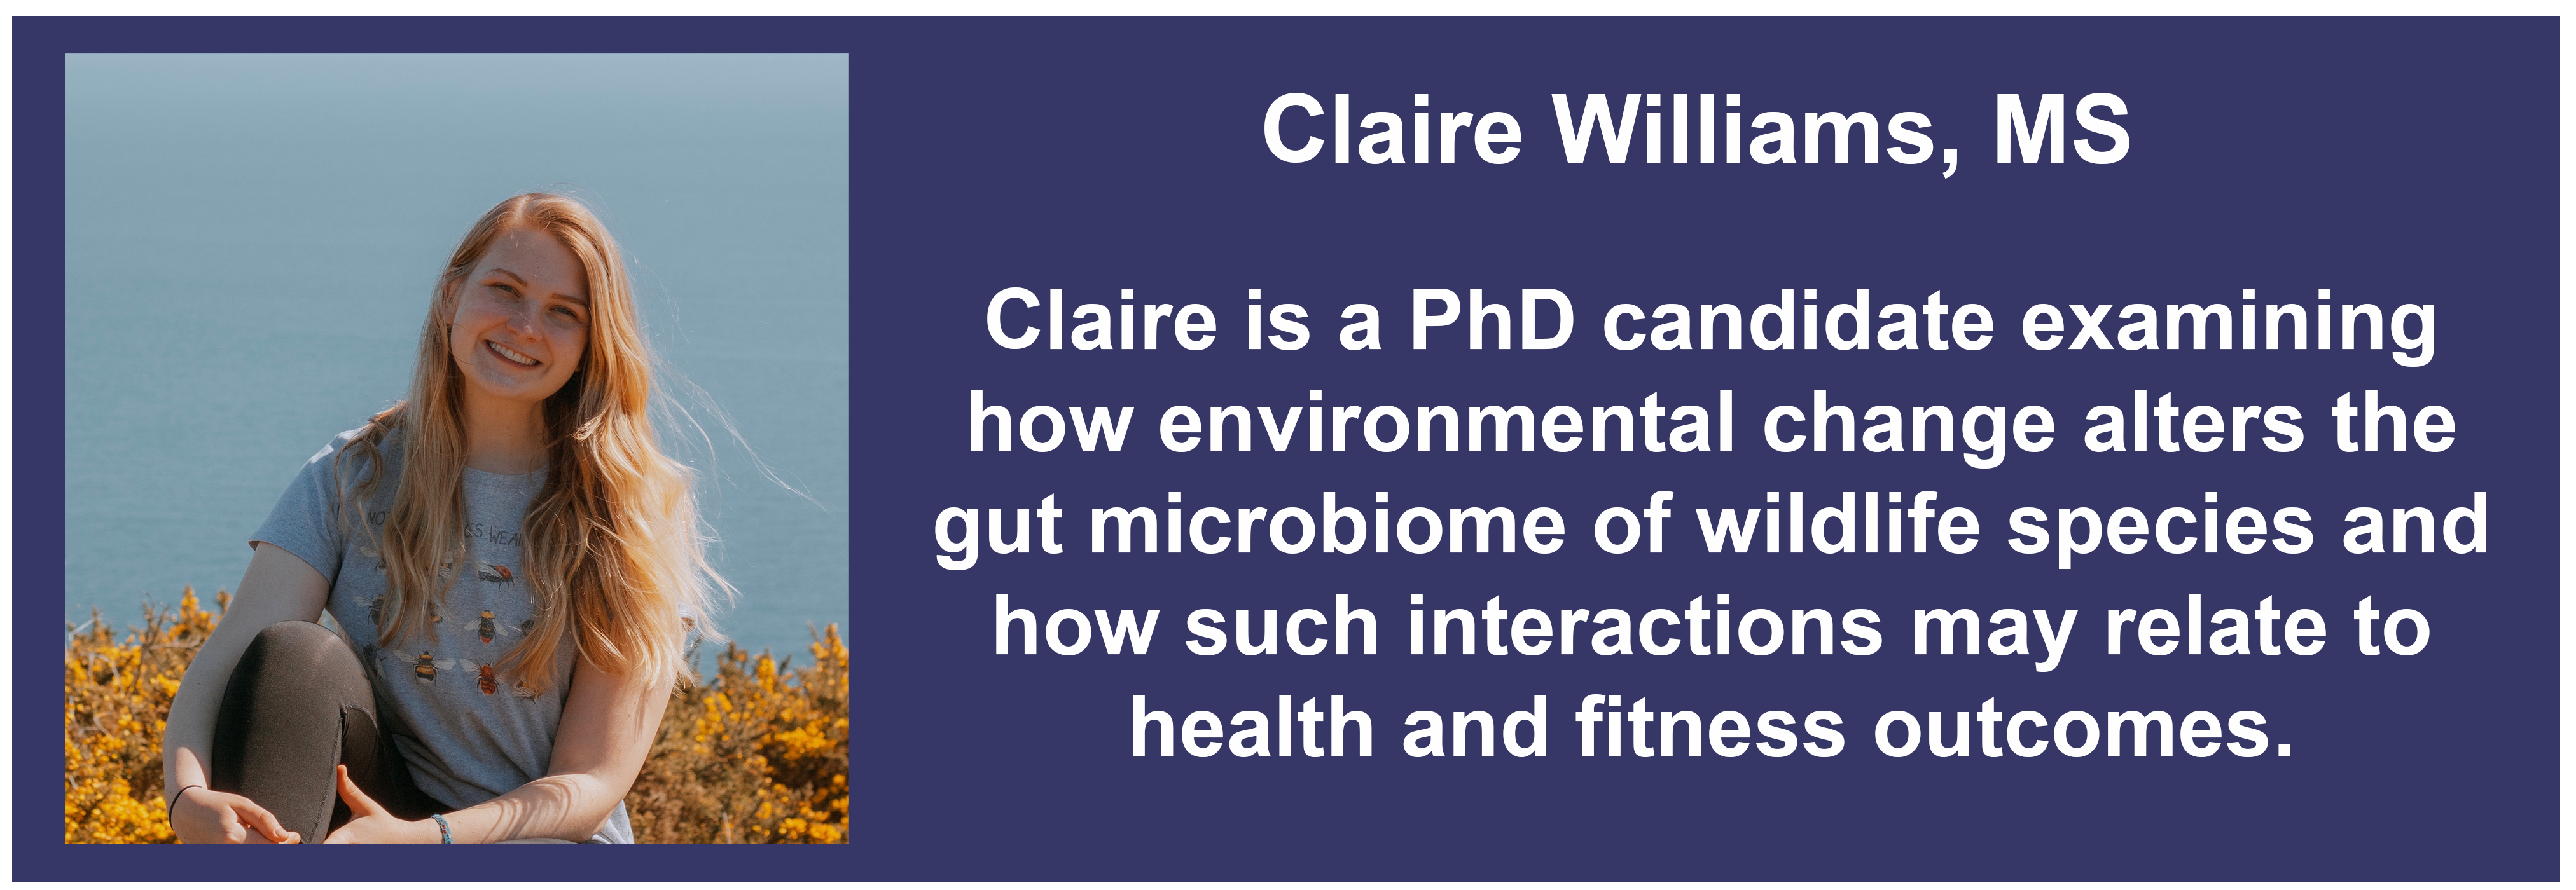 Claire Williams, MS
Claire is a PhD candidate examining
how environmental change alters the
gut microbiome of wildlife species and
how such interactions may relate to
health and fitness outcomes.